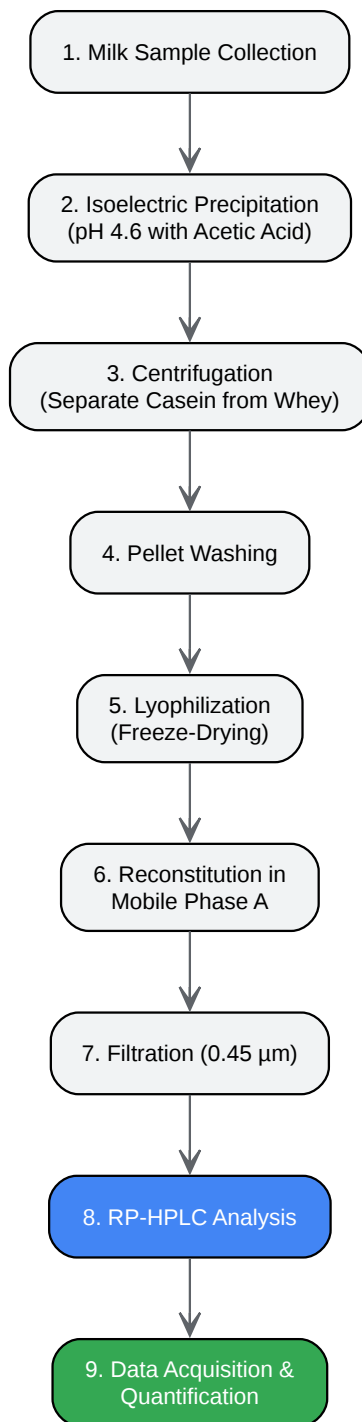 1. Milk Sample Collection
2. Isoelectric Precipitation
(pH 4.6 with Acetic Acid)
3. Centrifugation
(Separate Casein from Whey)
4. Pellet Washing
5. Lyophilization
(Freeze-Drying)
6. Reconstitution in
Mobile Phase A
7. Filtration (0.45 µm)
8. RP-HPLC Analysis
9. Data Acquisition &
Quantification